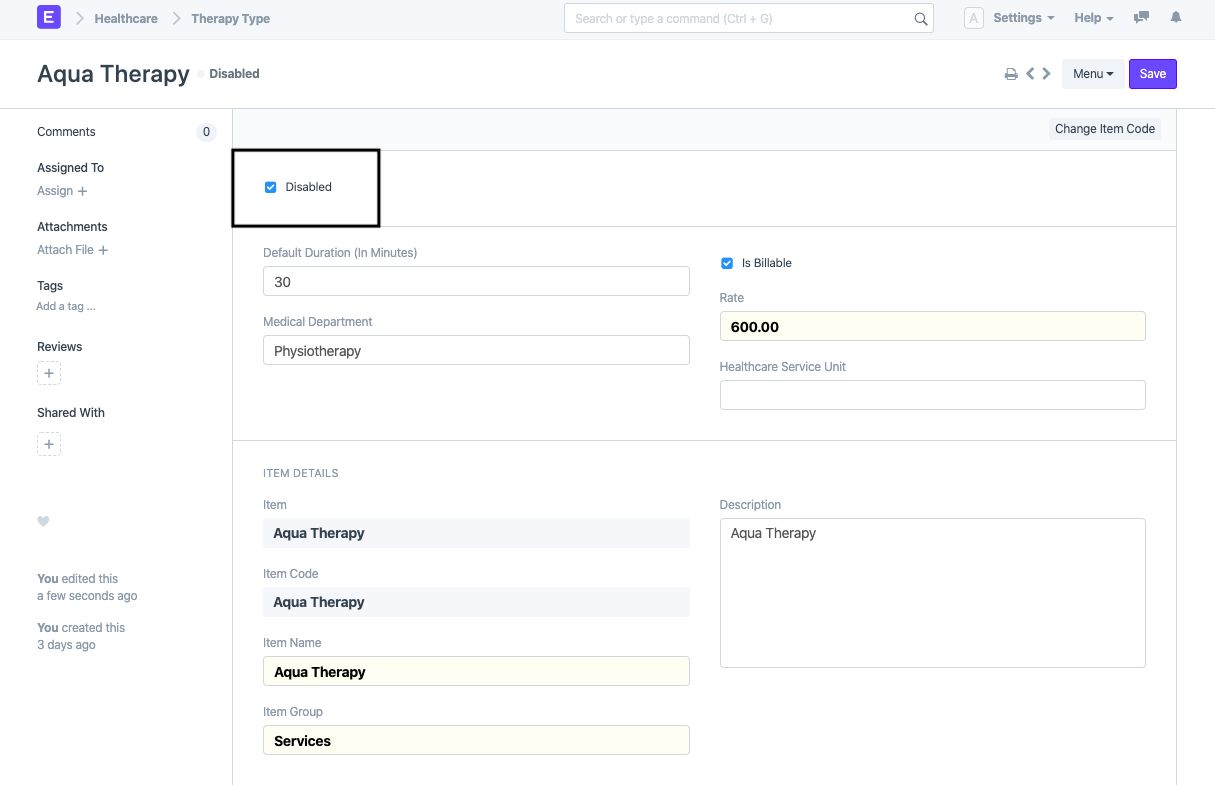 E
Healthcare
Therapy Type
Search or type a command (Ctrl + G)
A
Settings
Help
Aqua Therapy
Disabled
Menu
Save
Comments
0
Assigned To
Assign +
Attachments
Attach File +
Tags
Add a tag ...
Reviews
+
Shared With
+
You edited this
a few seconds ago
You created this
3 days ago
Change Item Code
Disabled
Default Duration (In Minutes)
30
Medical Department
Physiotherapy
Is Billable
Rate
600.00
Healthcare Service Unit
ITEM DETAILS
Item
Aqua Therapy
Item Code
Aqua Therapy
Item Name
Aqua Therapy
Item Group
Services
Description
Aqua Therapy